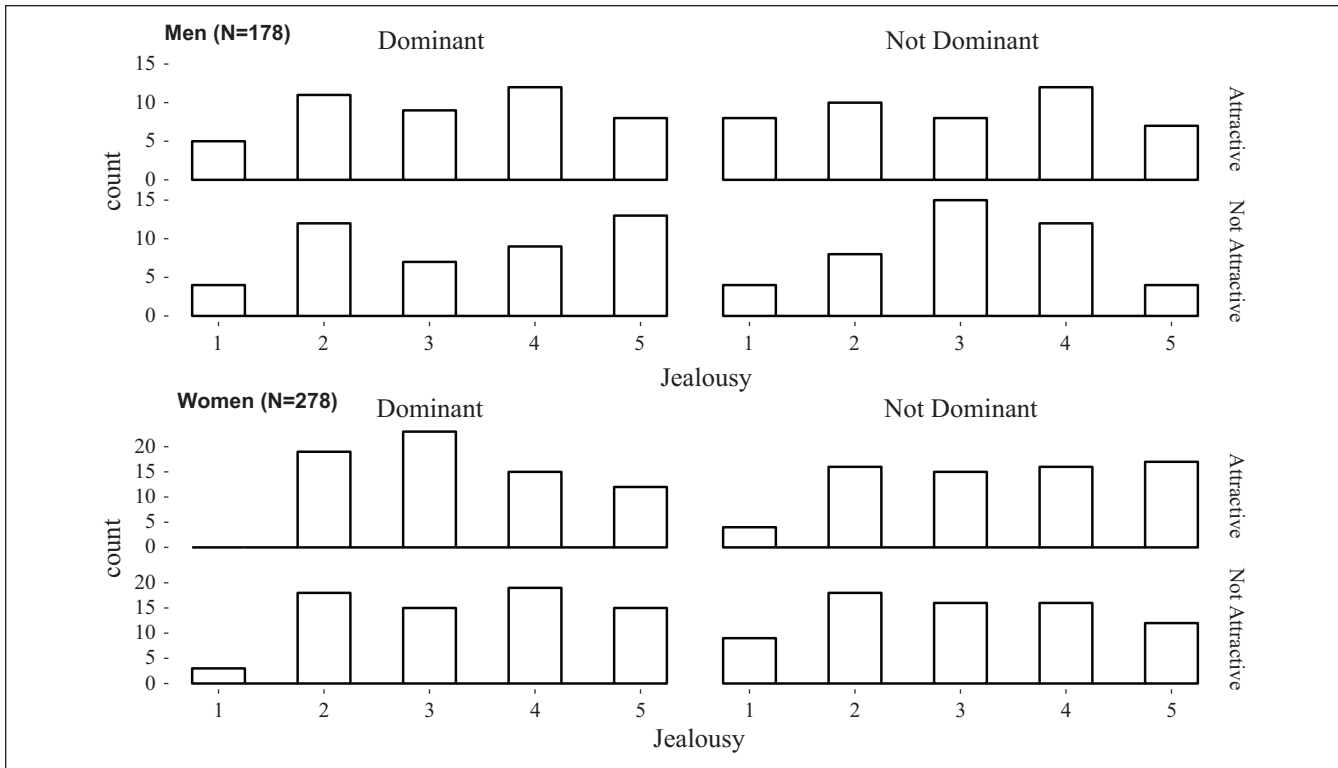 Men (N=178)
Dominant
Not Dominant
15
10
5
0
Attractive
count
15
10
5
0
Not Attractive
1 2 3 4 5 1 2 3 4 5
Jealousy
Women (N=278)
Dominant
Not Dominant
20
15
10
5
0
Attractive
count
20
15
10
5
0
Not Attractive
1 2 3 4 5 1 2 3 4 5
Jealousy